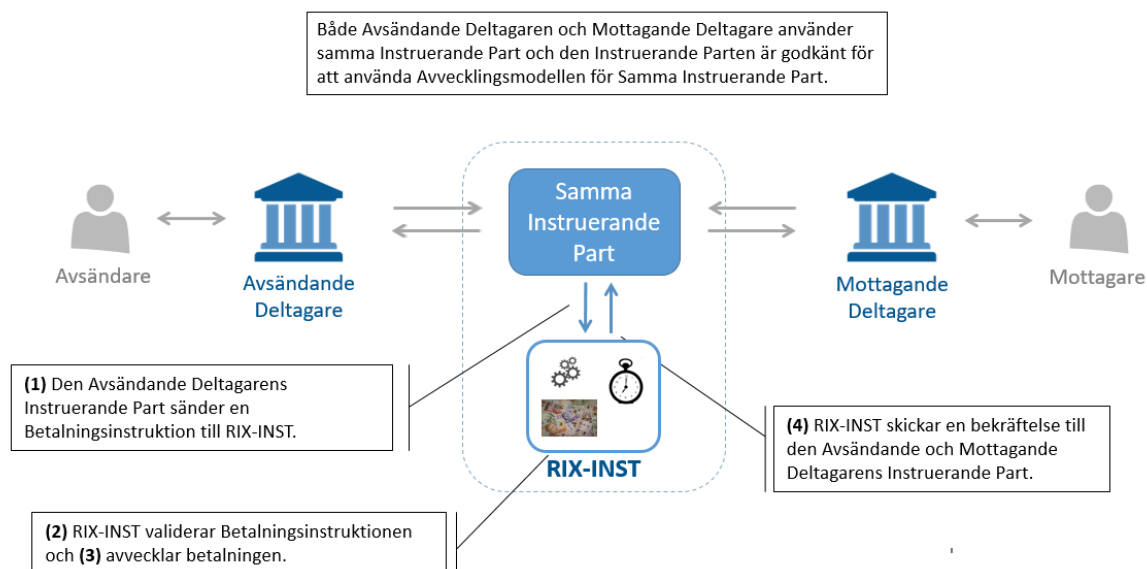 Både Avsändande Deltagaren och Mottagande Deltagare använder
samma Instruerande Part och den Instruerande Parten är godkänt för
att använda Avvecklingsmodellen för Samma Instruerande Part.
Samma
Instruerande
Part
Avsändare
Avsändande
Deltagare
Mottagande
Deltagare
Mottagare
(1) Den Avsändande Deltagarens
Instruerande Part sänder en
Betalningsinstruktion till RIX-INST.
RIX-INST
(4) RIX-INST skickar en bekräftelse till
den Avsändande och Mottagande
Deltagarens Instruerande Part.
(2) RIX-INST validerar Betalningsinstruktionen
och (3) avvecklar betalningen.